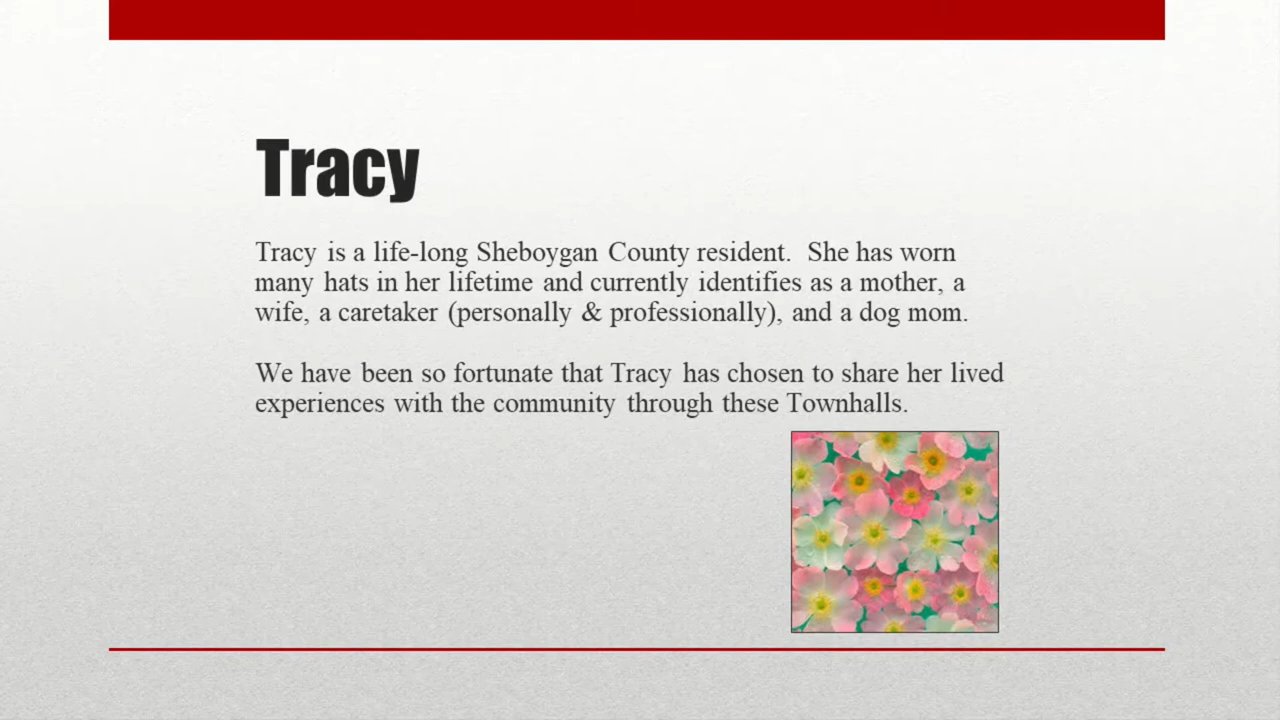 Tracy
Tracy is a life-long Sheboygan County resident.  She has worn
many hats in her lifetime and currently identifies as a mother, a
wife, a caretaker (personally & professionally), and a dog mom.
We have been so fortunate that Tracy has chosen to share her lived
experiences with the community through these Townhalls.